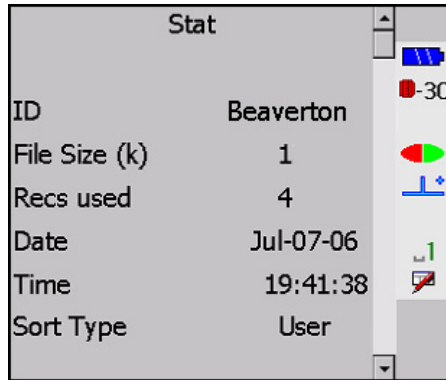 Stat
ID Beaverton
File Size (k) 1
Recs used 4
Date Jul-07-06
Time 19:41:38
Sort Type User
-30
1